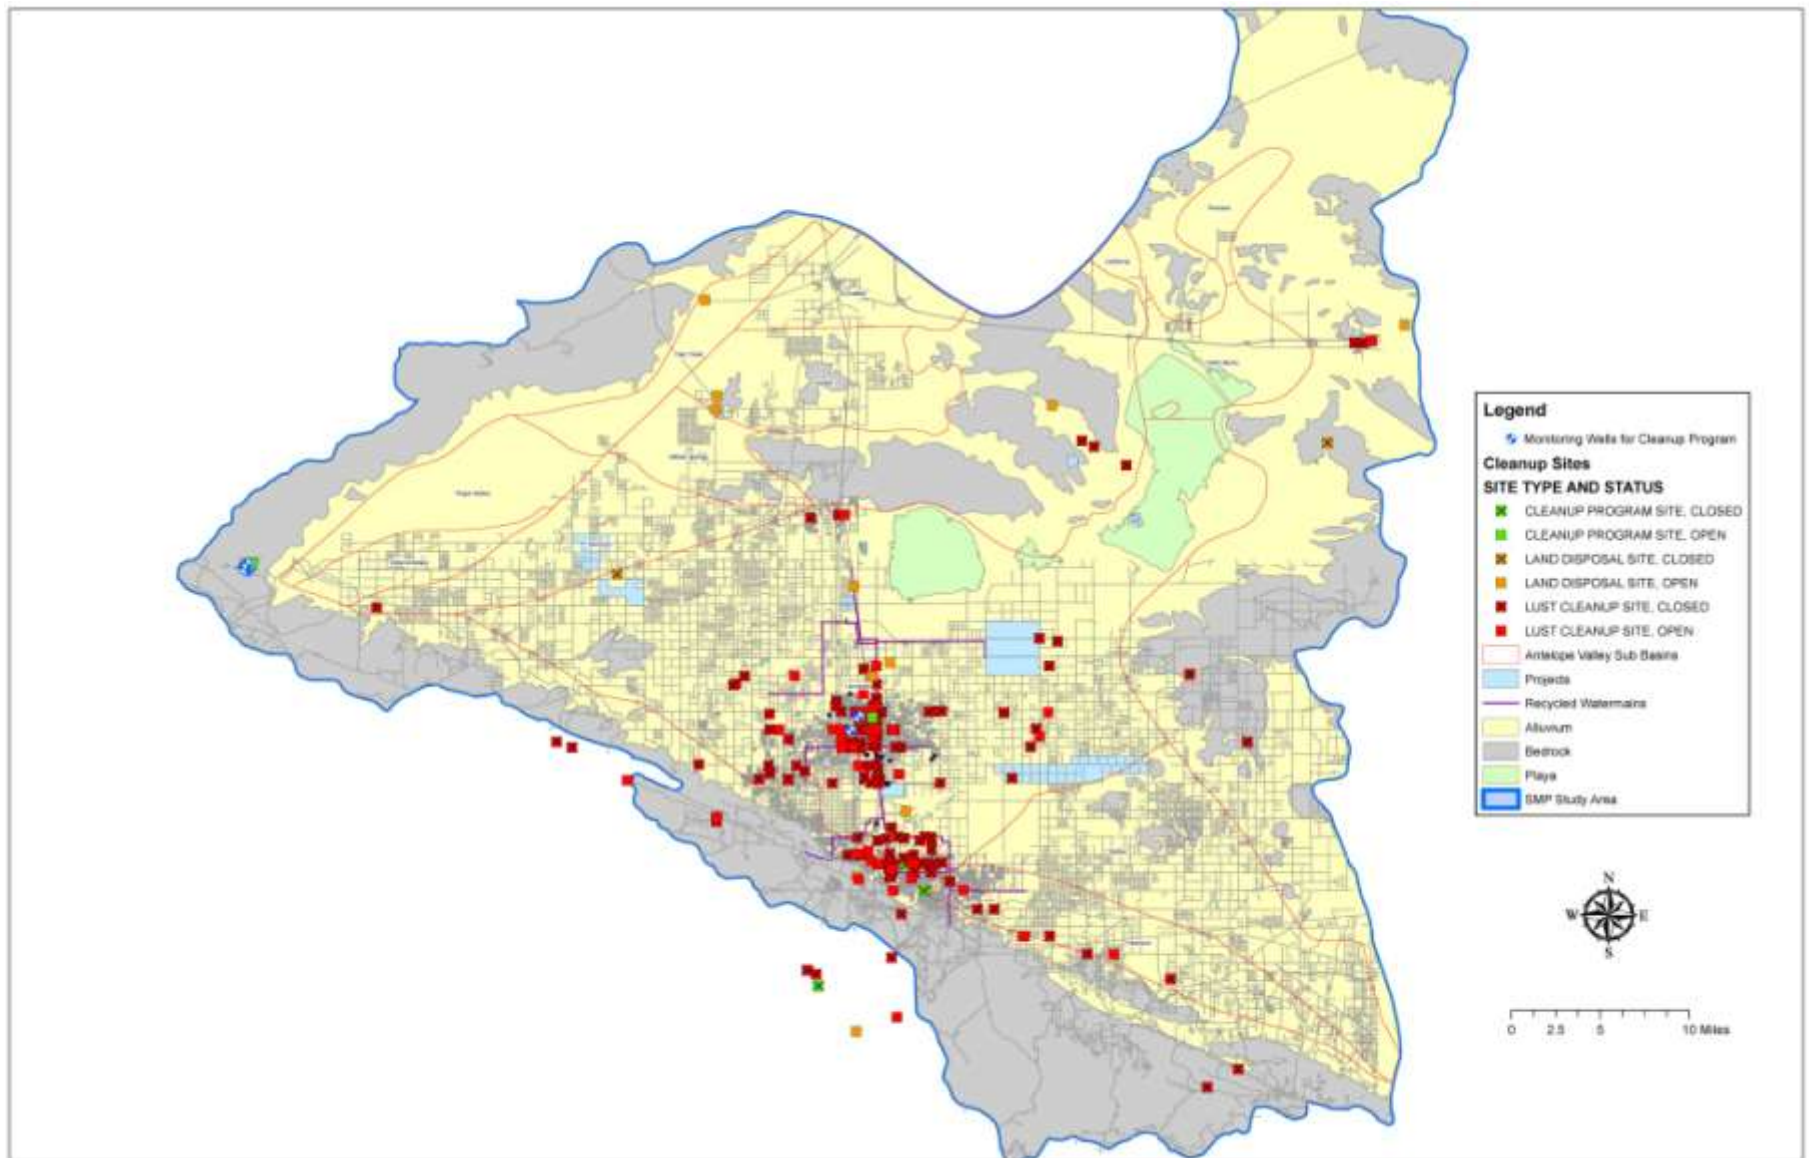 Legend
Monitoring Wells for Cleanup Program
Cleanup Sites
SITE TYPE AND STATUS
CLEANUP PROGRAM SITE, CLOSED
CLEANUP PROGRAM SITE, OPEN
LAND DISPOSAL SITE, CLOSED
LAND DISPOSAL SITE, OPEN
LUST CLEANUP SITE, CLOSED
LUST CLEANUP SITE, OPEN
Antelope Valley Sub Basins
Projects
Recycled Watermains
Alluvium
Bedrock
Playa
SMP Study Area
N
W E
S
0 2.5 5 10 Miles